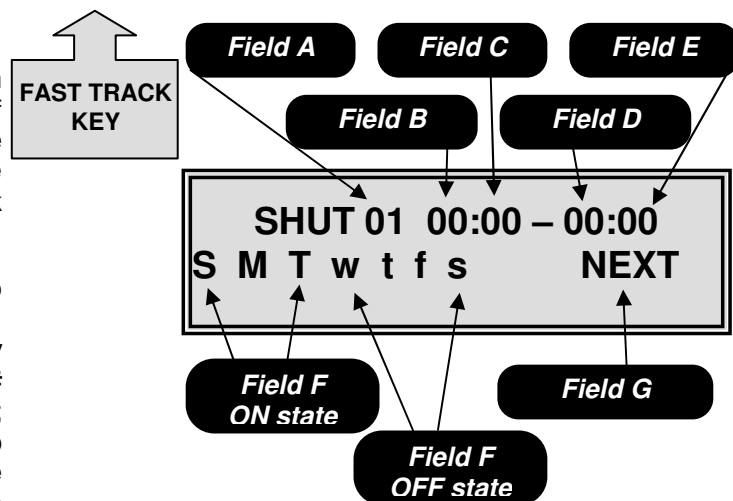 Field A
Field C
Field E
FAST TRACK
KEY
Field B
Field D
SHUT 01 00:00 – 00:00
S M T w t f s NEXT
Field F
ON state
Field G
Field F
OFF state